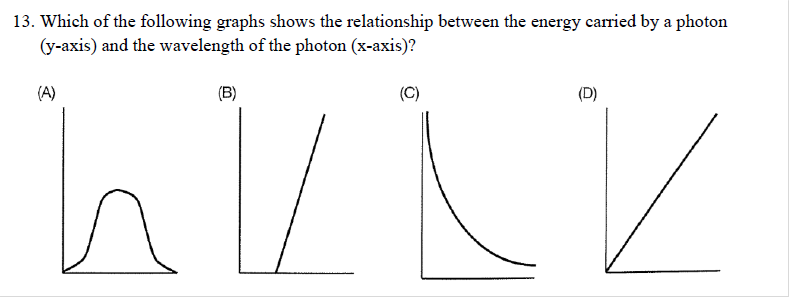 13. Which of the following graphs shows the relationship between the energy carried by a photon
(y-axis) and the wavelength of the photon (x-axis)?
(A) (B) (C) (D)